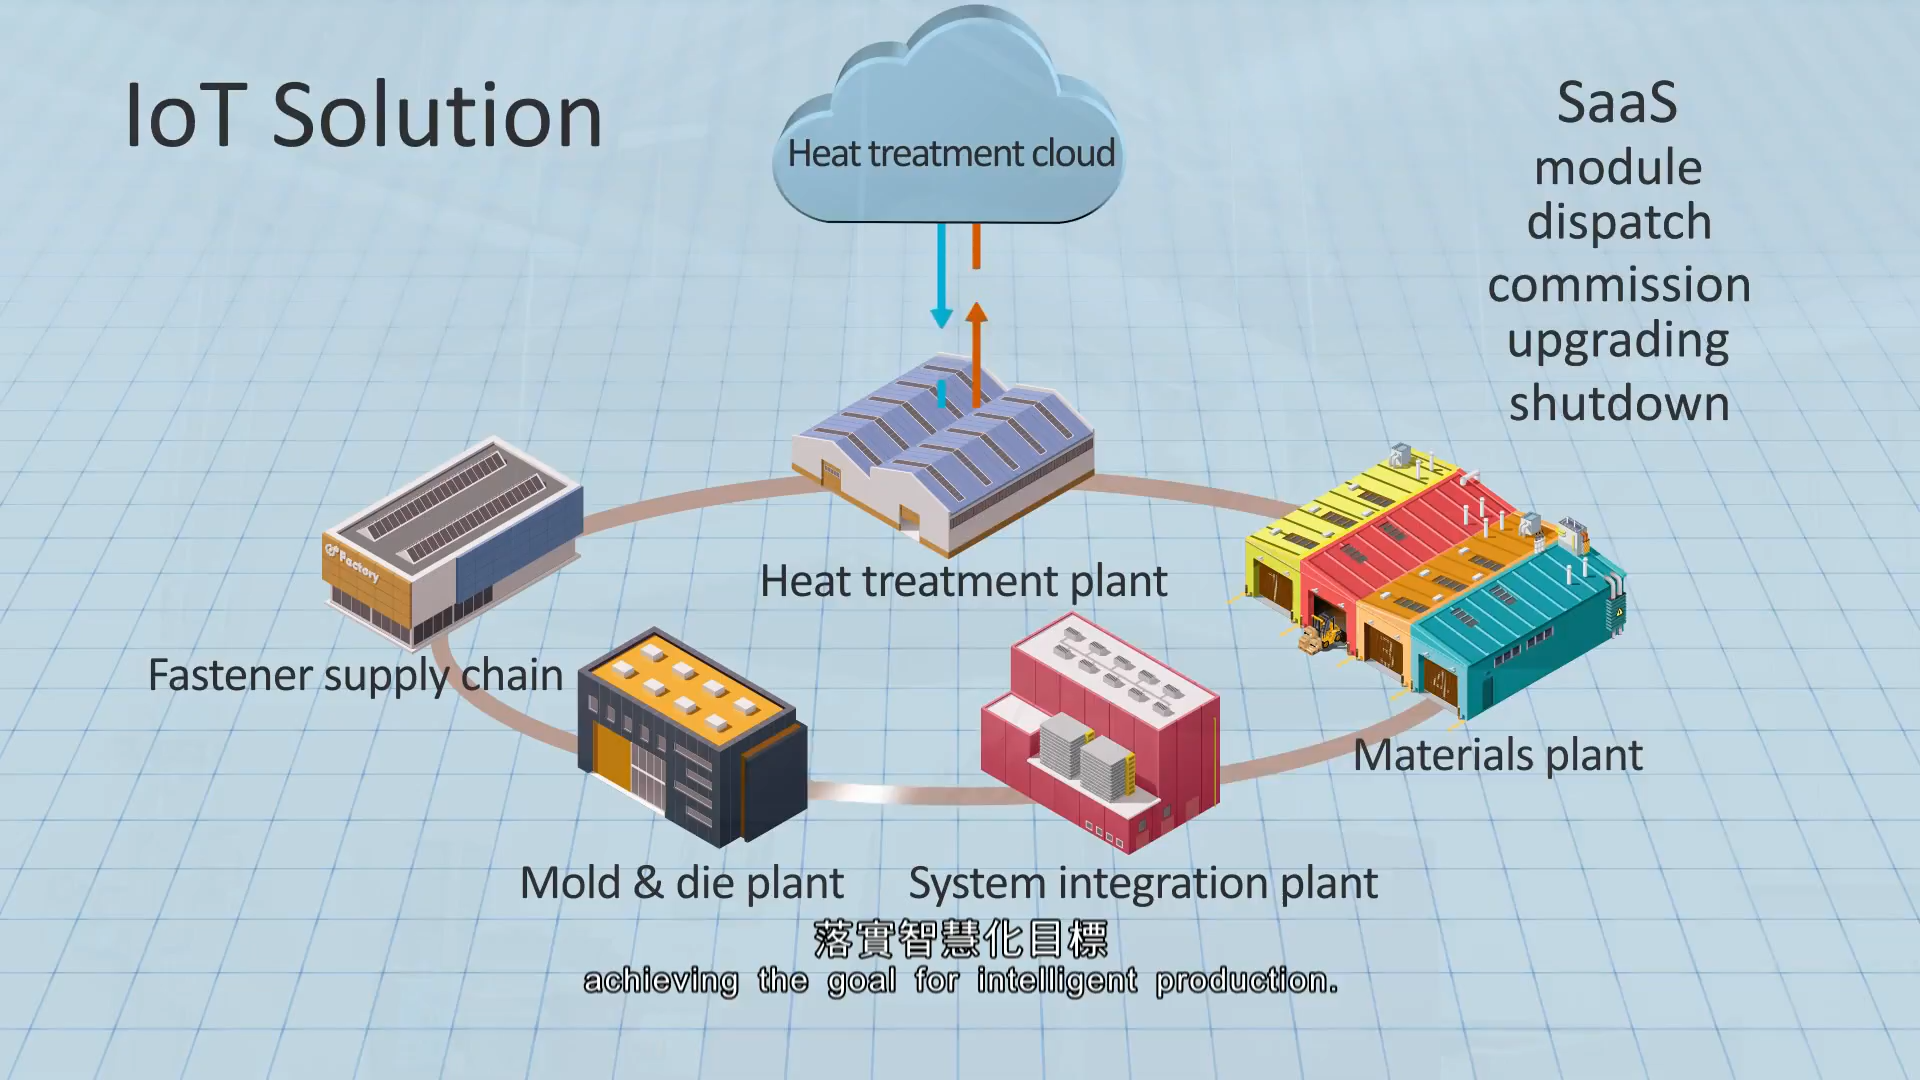 IoT Solution
Heat treatment cloud
SaaS
module
dispatch
commission
upgrading
shutdown
Factory
Heat treatment plant
Fastener supply chain
Materials plant
Mold & die plant
System integration plant
落實智慧化目標
achieving the goal for intelligent production.